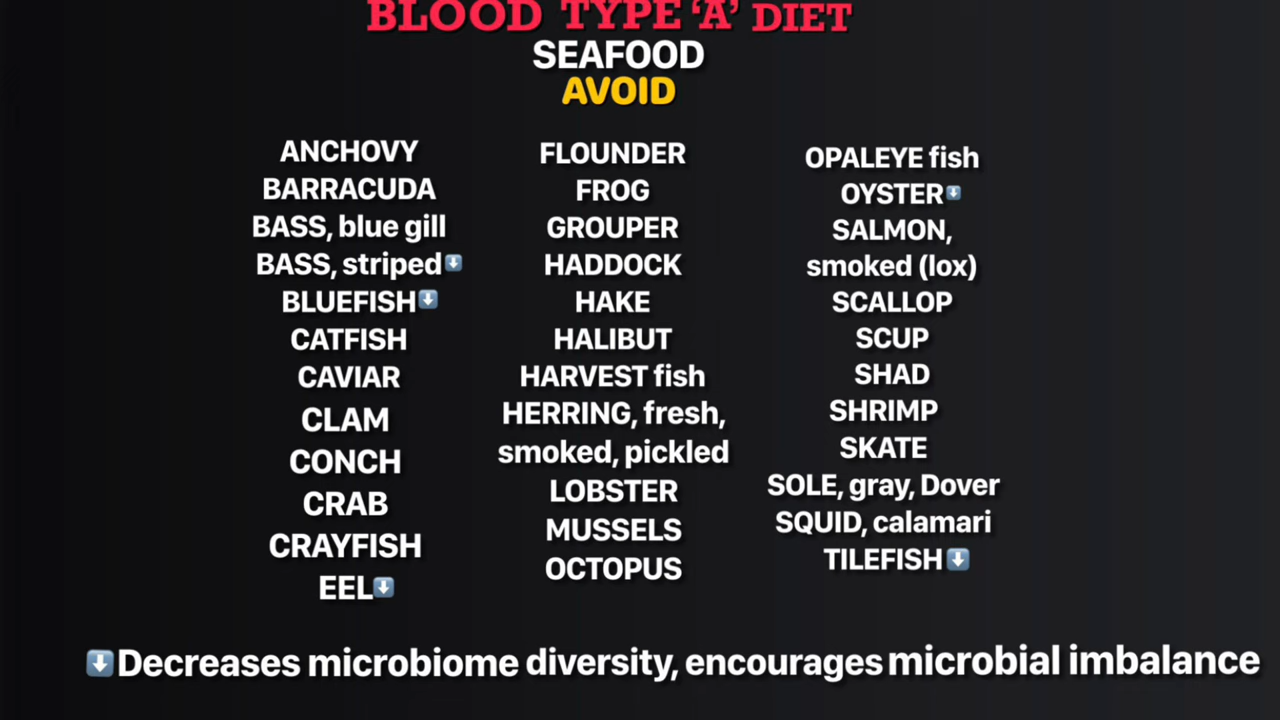 BLOOD TYPE ‘A’ DIET
SEAFOOD
AVOID
ANCHOVY
BARRACUDA
BASS, blue gill
BASS, striped⬇️
BLUEFISH⬇️
CATFISH
CAVIAR
CLAM
CONCH
CRAB
CRAYFISH
EEL⬇️
FLOUNDER
FROG
GROUPER
HADDOCK
HAKE
HALIBUT
HARVEST fish
HERRING, fresh,
smoked, pickled
LOBSTER
MUSSELS
OCTOPUS
OPALEYE fish
OYSTER⬇️
SALMON,
smoked (lox)
SCALLOP
SCUP
SHAD
SHRIMP
SKATE
SOLE, gray, Dover
SQUID, calamari
TILEFISH⬇️
⬇️Decreases microbiome diversity, encourages microbial imbalance